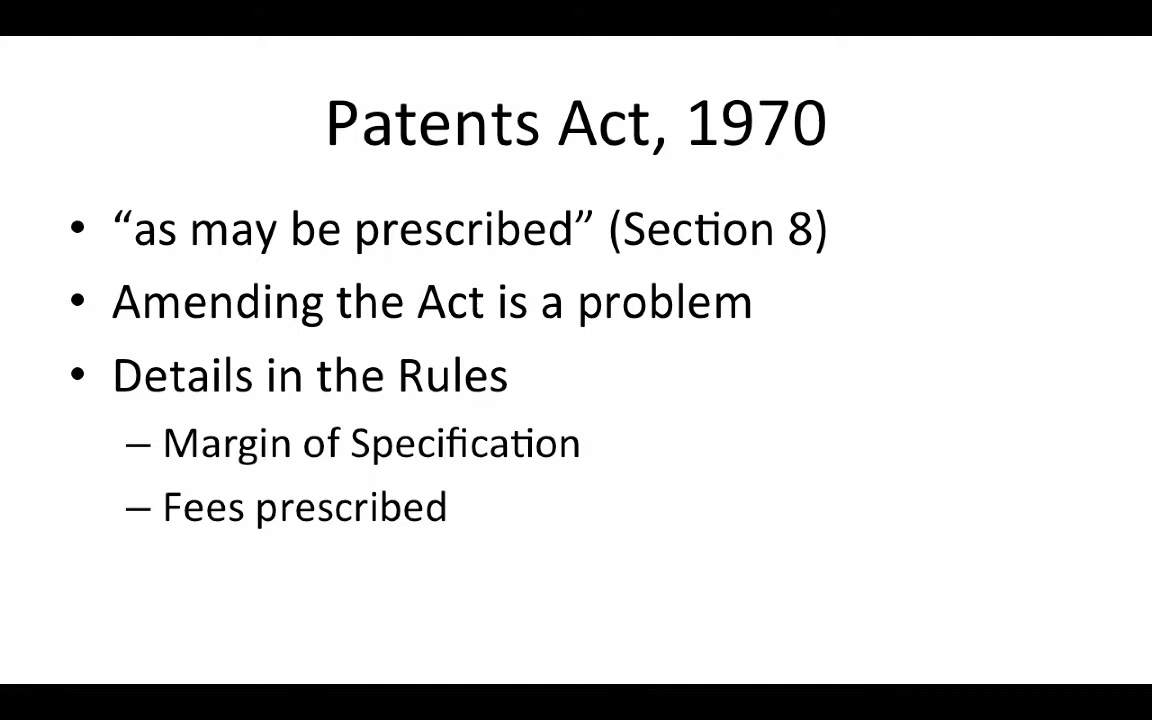 Patents Act, 1970
• “as may be prescribed” (Section 8)
• Amending the Act is a problem
• Details in the Rules
– Margin of Specification
– Fees prescribed